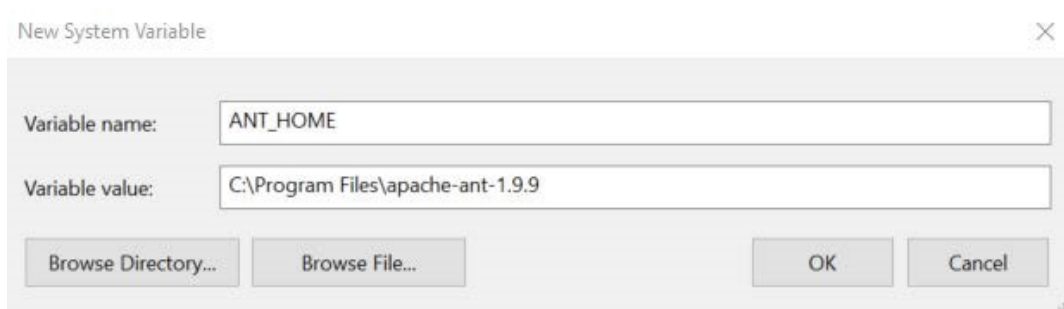 New System Variable
Variable name: ANT_HOME
Variable value: C:\Program Files\apache-ant-1.9.9
Browse Directory... Browse File... OK Cancel